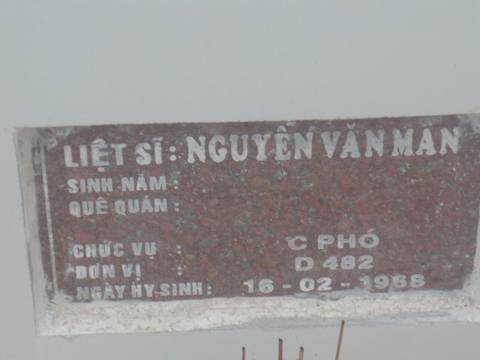 LIỆT SĨ : NGUYỄN VĂN MAN
SINH NĂM :
QUÊ QUÁN :
CHỨC VỤ : C PHÓ
ĐƠN VỊ : D 482
NGÀY HY.SINH : 16 - 02 - 1968